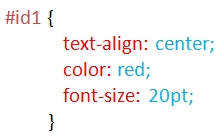 #id1 {
text-align: center;
color: red;
font-size: 20pt;
}